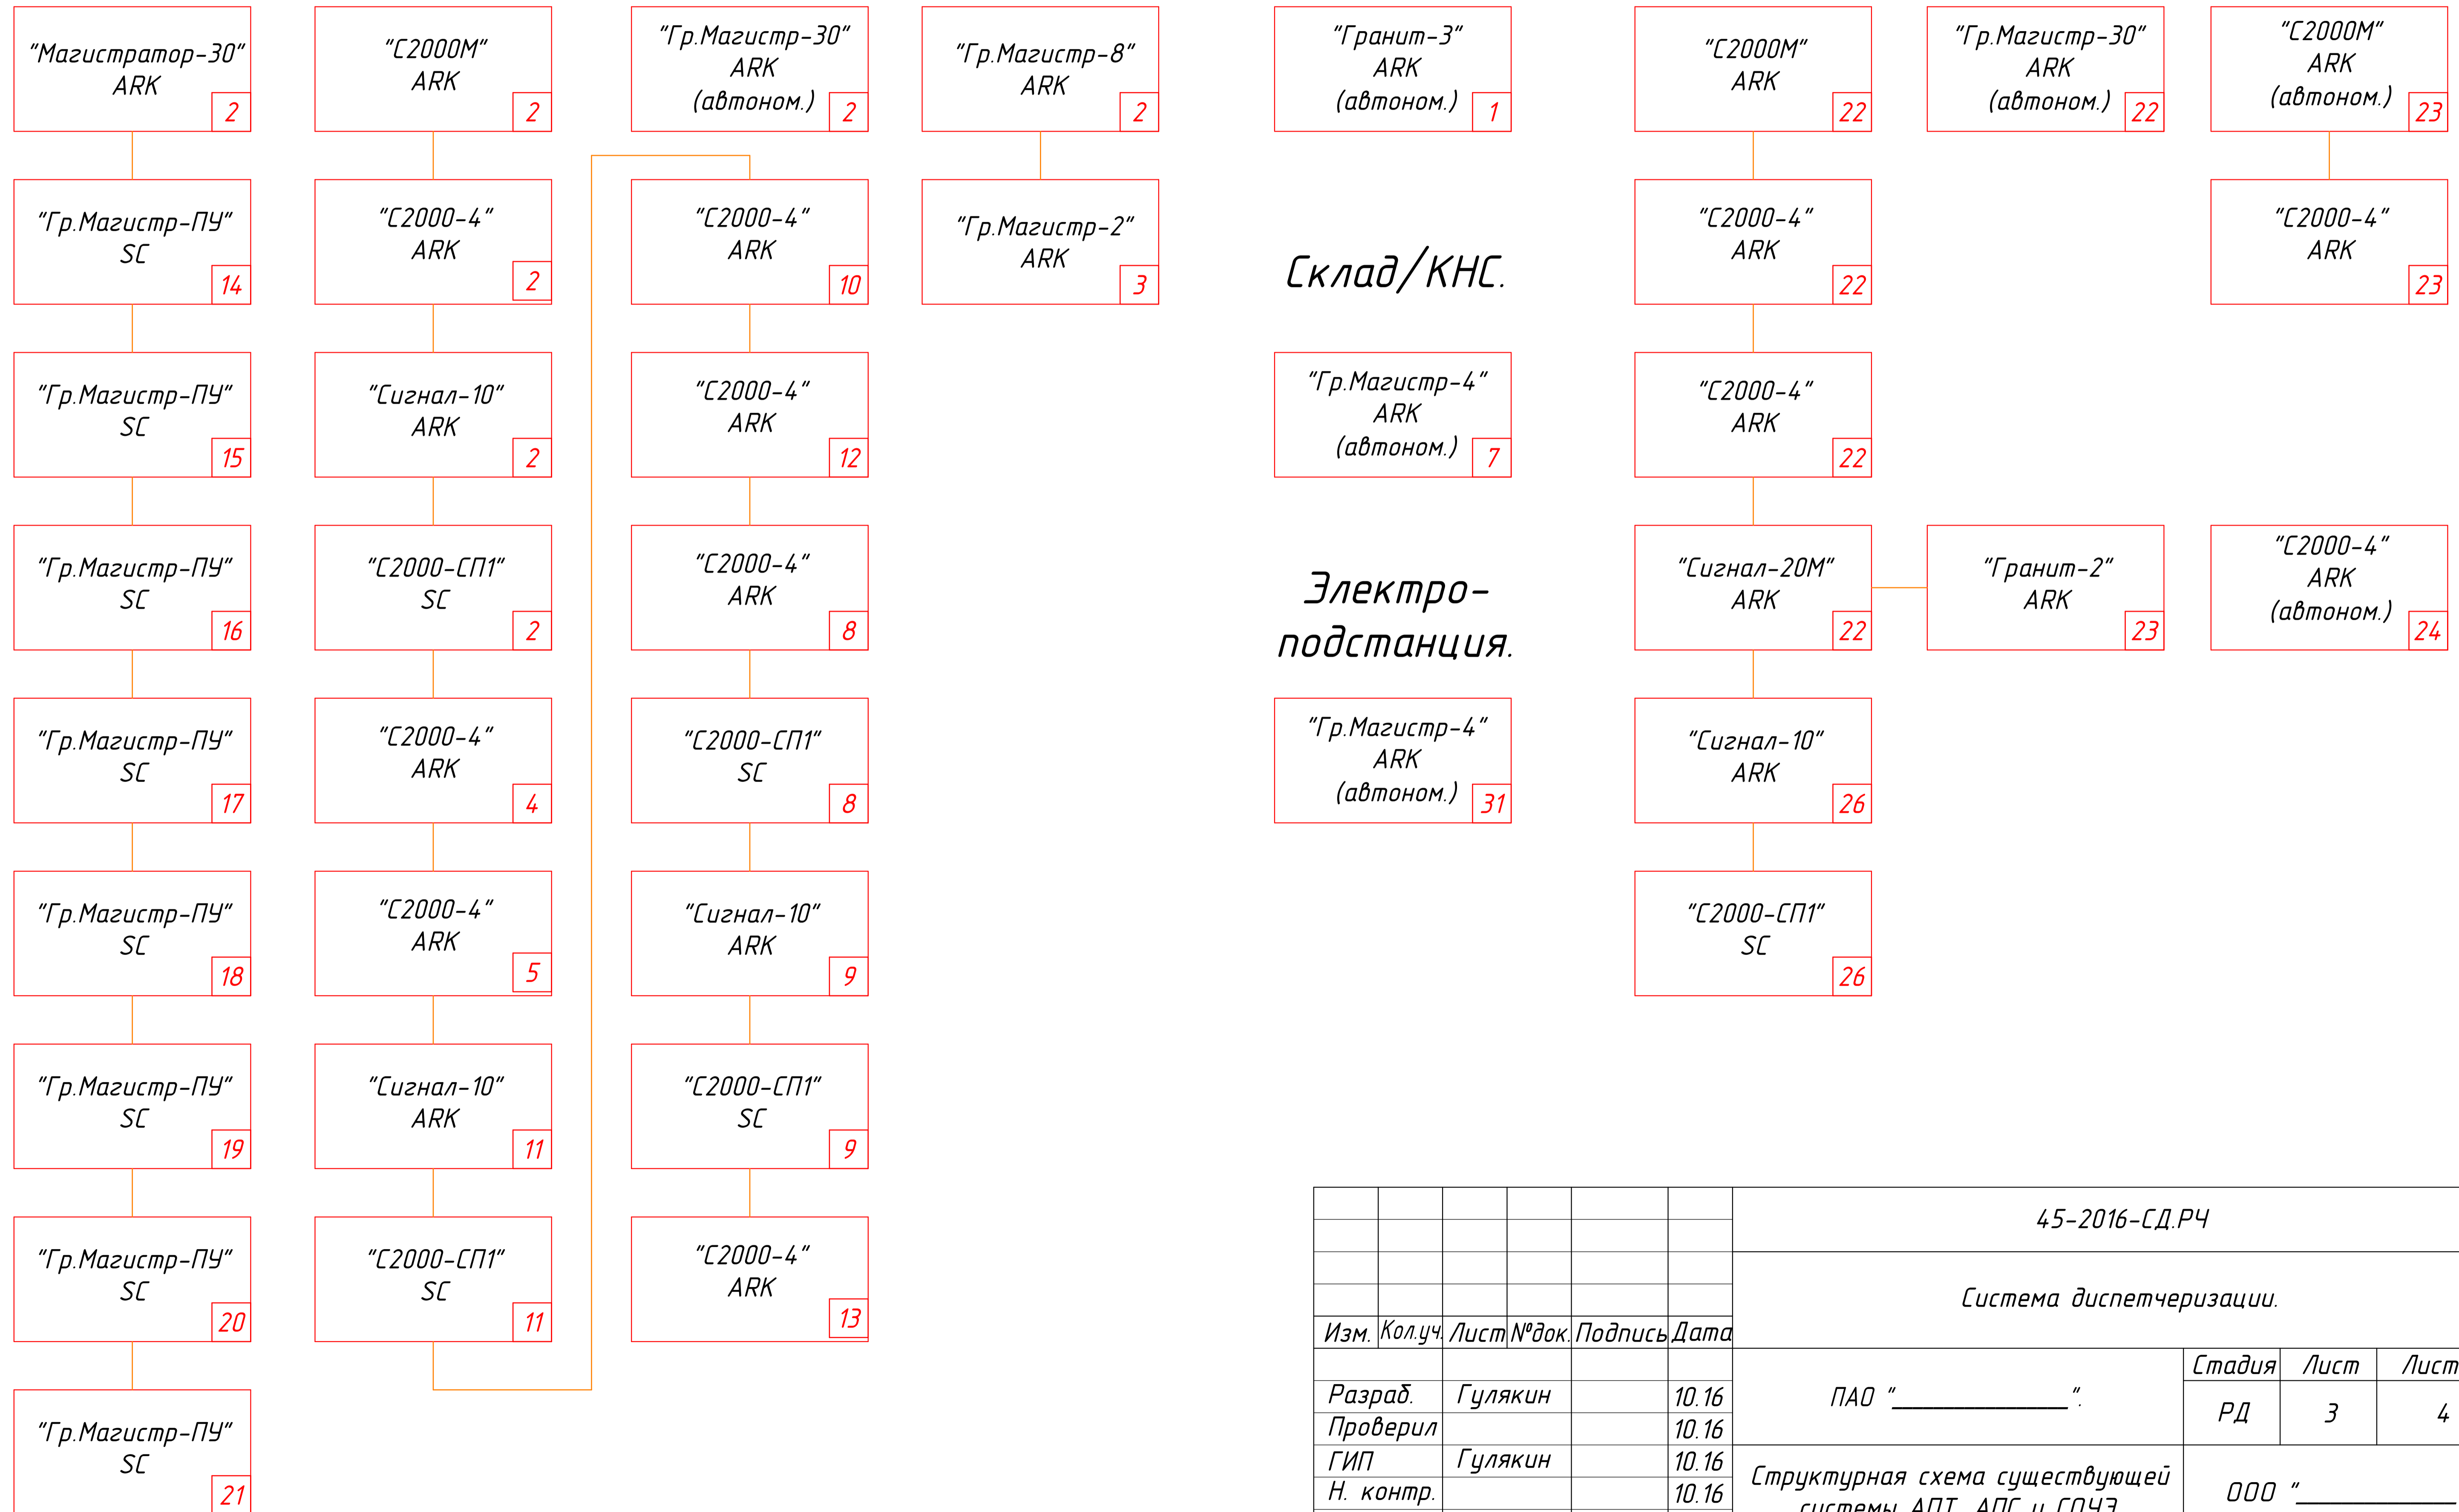 "Магистратор-30"
ARK
2
"Гр.Магистр-ПУ"
SC
14
"Гр.Магистр-ПУ"
SC
15
"Гр.Магистр-ПУ"
SC
16
"Гр.Магистр-ПУ"
SC
17
"Гр.Магистр-ПУ"
SC
18
"Гр.Магистр-ПУ"
SC
19
"Гр.Магистр-ПУ"
SC
20
"Гр.Магистр-ПУ"
SC
21
"С2000М"
ARK
2
"С2000-4"
ARK
2
"Сигнал-10"
ARK
2
"С2000-СП1"
SC
2
"С2000-4"
ARK
4
"С2000-4"
ARK
5
"Сигнал-10"
ARK
11
"С2000-СП1"
SC
11
"Гр.Магистр-30"
ARK
(автоном.)
2
"С2000-4"
ARK
10
"С2000-4"
ARK
12
"С2000-4"
ARK
8
"С2000-СП1"
SC
8
"Сигнал-10"
ARK
9
"С2000-СП1"
SC
9
"С2000-4"
ARK
13
"Гр.Магистр-8"
ARK
2
"Гр.Магистр-2"
ARK
3
"Гранит-3"
ARK
(автоном.)
1
Склад/КНС.
"Гр.Магистр-4"
ARK
(автоном.)
7
Электро-
подстанция.
"Гр.Магистр-4"
ARK
(автоном.)
31
"С2000М"
ARK
22
"С2000-4"
ARK
22
"С2000-4"
ARK
22
"Сигнал-20М"
ARK
22
"Сигнал-10"
ARK
26
"С2000-СП1"
SC
26
"Гр.Магистр-30"
ARK
(автоном.)
22
"Гранит-2"
ARK
23
"С2000М"
ARK
(автоном.)
23
"С2000-4"
ARK
23
"С2000-4"
ARK
(автоном.)
24
45-2016-СД.РЧ
Система диспетчеризации.
Изм. Кол.уч. Лист №док. Подпись Дата
Стадия Лист Лист
Разраб. Гулякин 10.16
ПАО "______________".
РД 3 4
Проверил 10.16
ГИП Гулякин 10.16
Н. контр. 10.16
Структурная схема существующей
системы АПТ, АПС и СОУЭ
ООО "